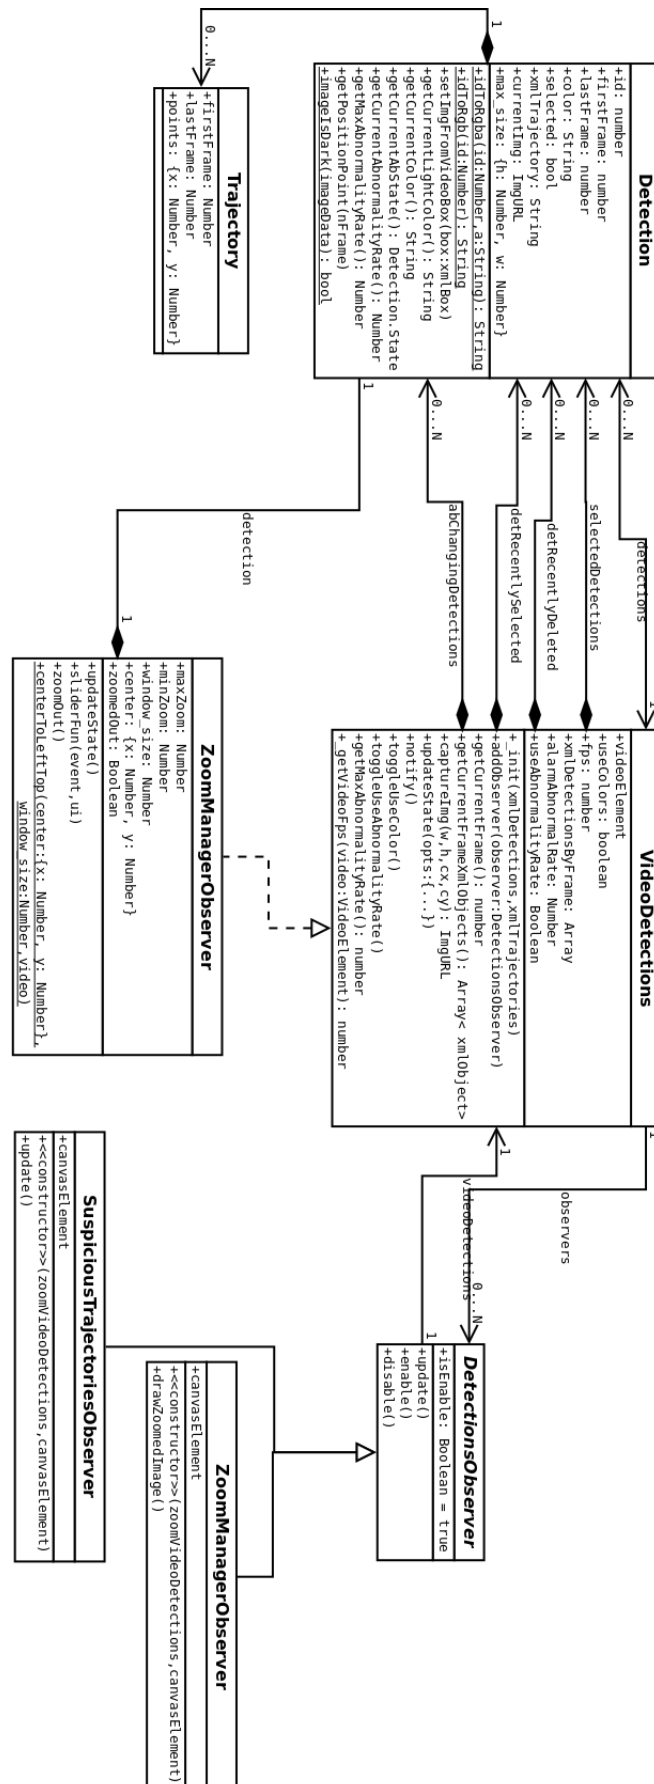 Detection
+id: number
+firstFrame: number
+lastFrame: number
+color: String
+selected: bool
+xmlTrajectory: String
+currentImg: ImgURL
+max_size: {h: Number, w: Number}
+idToRgba(id:Number,a:String): String
+idToRgb(id:Number): String
+setImgFromVideoBox(box:xmlBox)
+getCurrentLightColor(): String
+getCurrentColor(): String
+getCurrentAbState(): Detection.State
+getCurrentAbnormalityRate(): Number
+getMaxAbnormalityRate(): Number
+getPositionPoint(nFrame)
+imageIsDark(imageData): bool
1
0...N
Trajectory
+firstFrame: Number
+lastFrame: Number
+points: {x: Number, y: Number}
0...N
detections
1
0...N
selectedDetections
0...N
detRecentlyDeleted
0...N
detRecentlySelected
0...N
abChangingDetections
1
detection
1
VideoDetections
+videoElement
+useColors: boolean
+fps: number
+xmlDetectionsByFrame: Array
+alarmAbnormalRate: Number
+useAbnormalityRate: Boolean
+_init(xmlDetections,xmlTrajectories)
+addObserver(observer:DetectionsObserver)
+getCurrentFrame(): number
+getCurrentFrameXmlObjects(): Array< xmlObject>
+captureImg(w,h,cx,cy): ImgURL
+updateState(opts:{...})
+notify()
+toggleUseColor()
+toggleUseAbnormalityRate()
+getMaxAbnormalityRate(): number
+_getVideoFps(video:VideoElement): number
ZoomManagerObserver
+maxZoom: Number
+minZoom: Number
+window_size: Number
+center: {x: Number, y: Number}
+zoomedOut: Boolean
+updateState()
+sliderFun(event,ui)
+zoomOut()
+centerToLeftTop(center:{x: Number, y: Number},
window_size:Number,video)
1
observers
0...N
1
videoDetections
1
DetectionsObserver
+isEnable: Boolean = true
+update()
+enable()
+disable()
ZoomManagerObserver
+canvasElement
+<<constructor>>(zoomVideoDetections,canvasElement)
+drawZoomedImage()
SuspiciousTrajectoriesObserver
+canvasElement
+<<constructor>>(zoomVideoDetections,canvasElement)
+update()